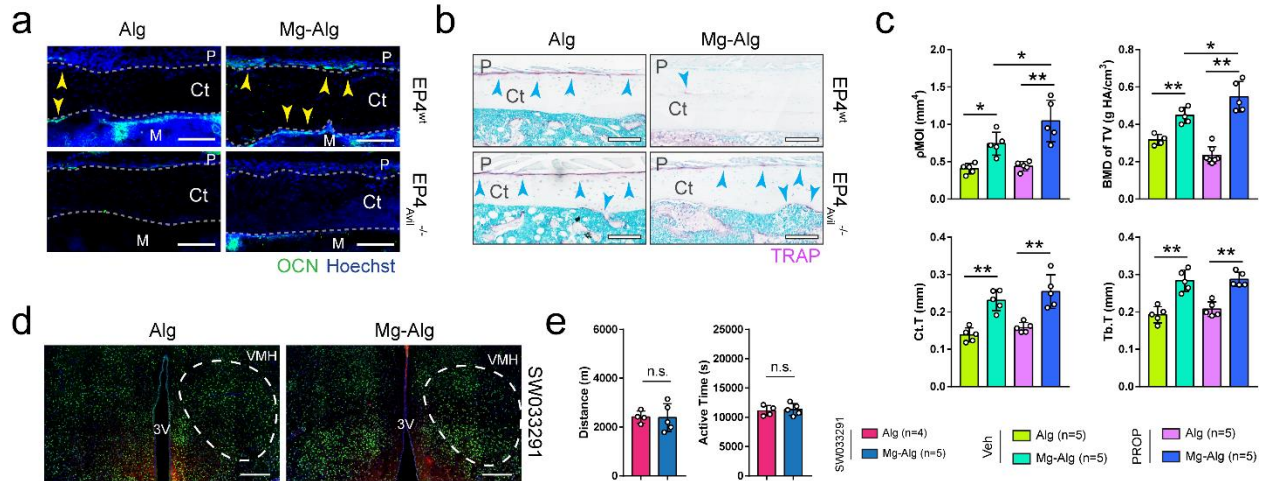 a
Alg
Mg-Alg
P
Ct
M
EP4wt
P
Ct
M
EP4Avil-/-
OCN Hoechst
b
Alg
Mg-Alg
P
Ct
P
Ct
EP4wt
P
Ct
P
Ct
EP4Avil-/-
TRAP
c
ρMOI (mm⁴)
2.0
1.5
1.0
0.5
0.0
*
*
**
BMD of TV (g HA/cm³)
0.8
0.6
0.4
0.2
0.0
**
*
**
Ct.T (mm)
0.4
0.3
0.2
0.1
0.0
**
**
Tb.T (mm)
0.4
0.3
0.2
0.1
0.0
**
**
Veh
Alg (n=5)
Mg-Alg (n=5)
PROP
Alg (n=5)
Mg-Alg (n=5)
d
Alg
Mg-Alg
VMH
3V
VMH
3V
SW033291
e
Distance (m)
6000
4000
2000
0
n.s.
Active Time (s)
25000
20000
15000
10000
5000
0
n.s.
SW033291
Alg (n=4)
Mg-Alg (n=5)